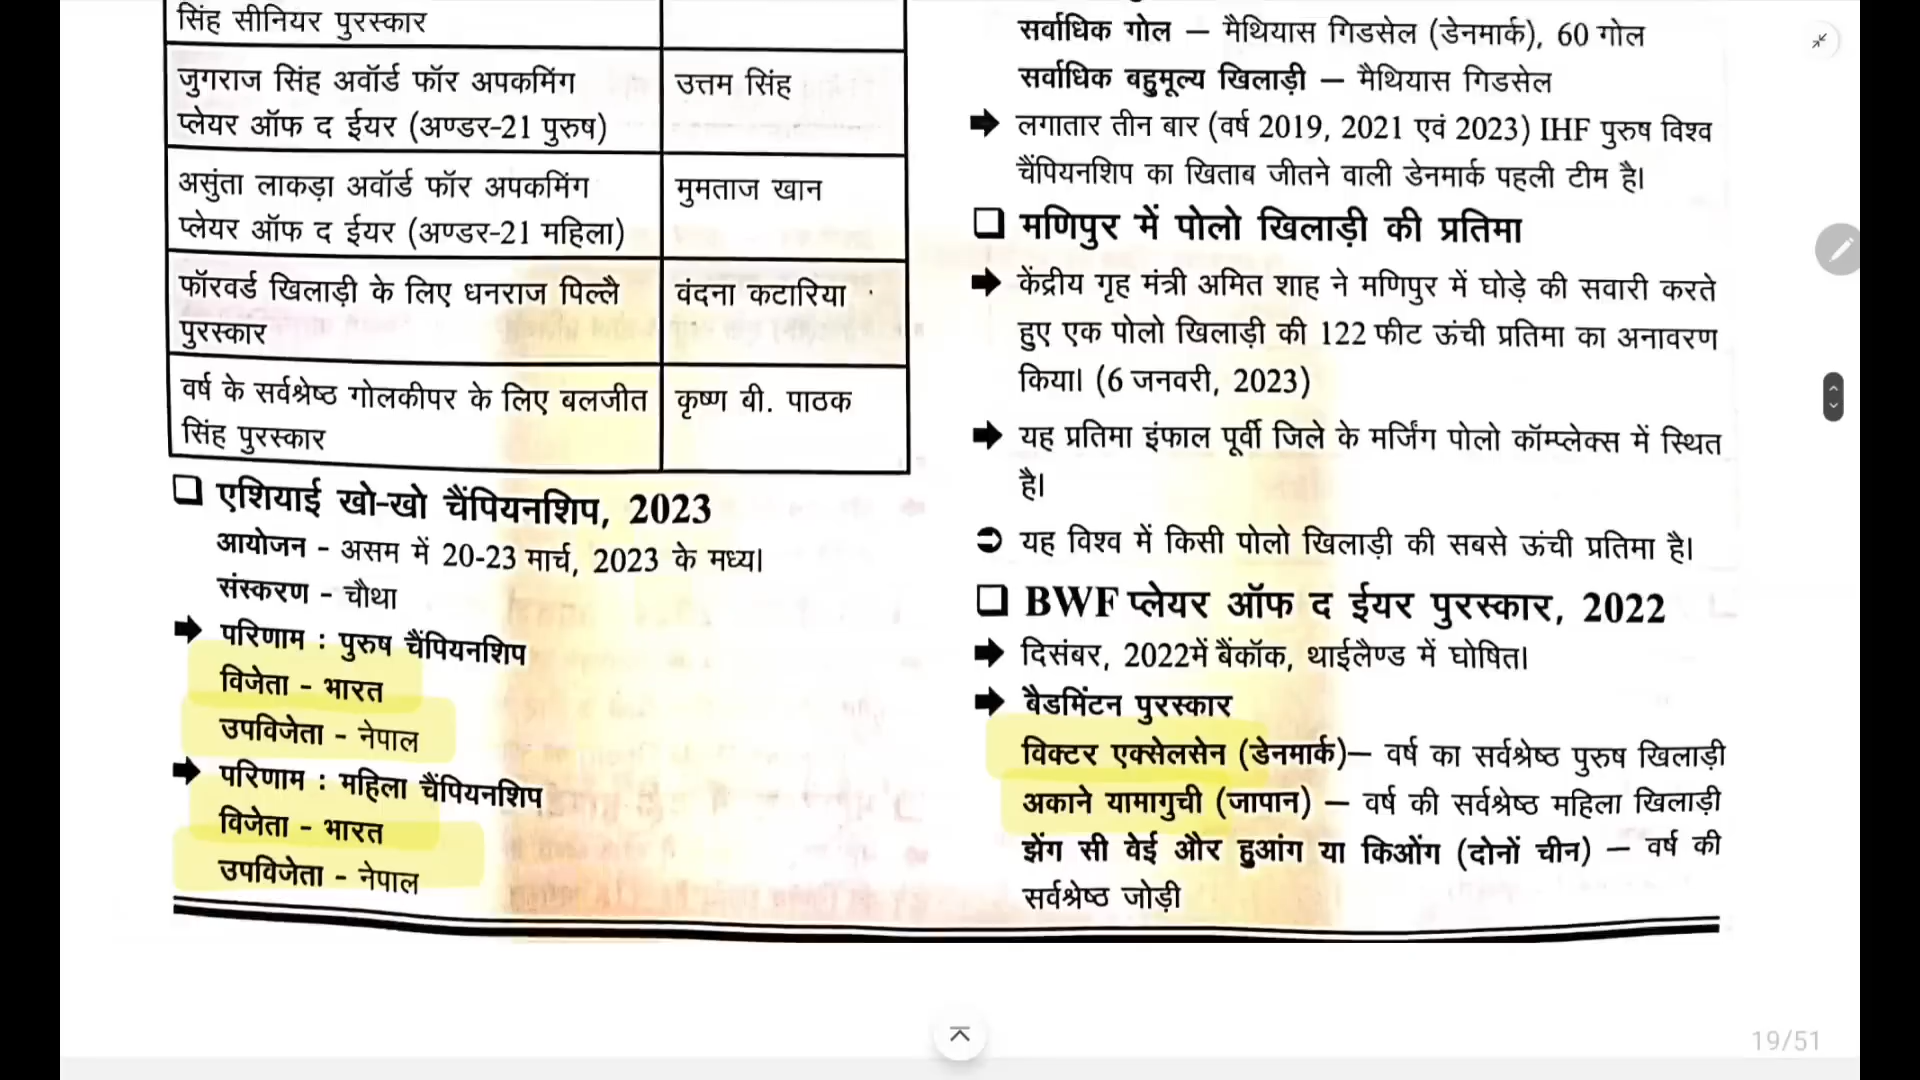 सिंह सीनियर पुरस्कार
जुगराज सिंह अवॉर्ड फॉर अपकमिंग
प्लेयर ऑफ द ईयर (अण्डर-21 पुरुष)
उत्तम सिंह
असुंता लाकड़ा अवॉर्ड फॉर अपकमिंग
प्लेयर ऑफ द ईयर (अण्डर-21 महिला)
मुमताज खान
फॉरवर्ड खिलाड़ी के लिए धनराज पिल्लै
पुरस्कार
वंदना कटारिया
वर्ष के सर्वश्रेष्ठ गोलकीपर के लिए बलजीत
सिंह पुरस्कार
कृष्ण बी. पाठक
❑ एशियाई खो-खो चैंपियनशिप, 2023
आयोजन - असम में 20-23 मार्च, 2023 के मध्य।
संस्करण - चौथा
➡ परिणाम : पुरुष चैंपियनशिप
विजेता - भारत
उपविजेता - नेपाल
➡ परिणाम : महिला चैंपियनशिप
विजेता - भारत
उपविजेता - नेपाल
सर्वाधिक गोल – मैथियास गिडसेल (डेनमार्क), 60 गोल
सर्वाधिक बहुमूल्य खिलाड़ी – मैथियास गिडसेल
➡ लगातार तीन बार (वर्ष 2019, 2021 एवं 2023) IHF पुरुष विश्व
चैंपियनशिप का खिताब जीतने वाली डेनमार्क पहली टीम है।
❑ मणिपुर में पोलो खिलाड़ी की प्रतिमा
➡ केंद्रीय गृह मंत्री अमित शाह ने मणिपुर में घोड़े की सवारी करते
हुए एक पोलो खिलाड़ी की 122 फीट ऊंची प्रतिमा का अनावरण
किया। (6 जनवरी, 2023)
➡ यह प्रतिमा इंफाल पूर्वी जिले के मर्जिंग पोलो कॉम्प्लेक्स में स्थित
है।
➲ यह विश्व में किसी पोलो खिलाड़ी की सबसे ऊंची प्रतिमा है।
❑ BWF प्लेयर ऑफ द ईयर पुरस्कार, 2022
➡ दिसंबर, 2022में बैंकॉक, थाईलैण्ड में घोषित।
➡ बैडमिंटन पुरस्कार
विक्टर एक्सेलसेन (डेनमार्क)– वर्ष का सर्वश्रेष्ठ पुरुष खिलाड़ी
अकाने यामागुची (जापान) – वर्ष की सर्वश्रेष्ठ महिला खिलाड़ी
झेंग सी वेई और हुआंग या किओंग (दोनों चीन) – वर्ष की
सर्वश्रेष्ठ जोड़ी
19/51